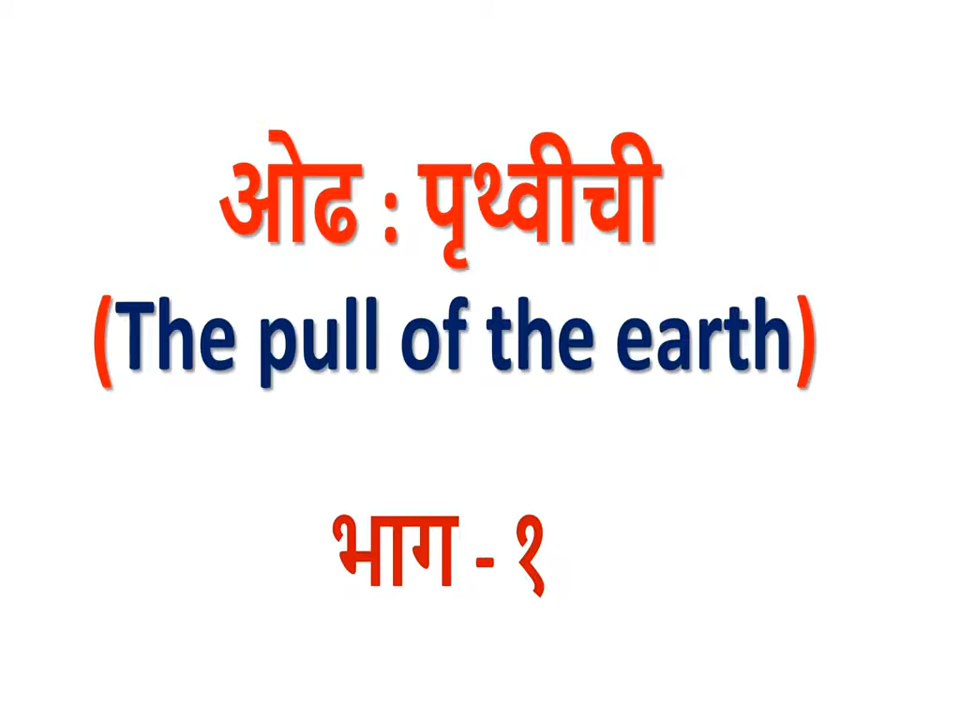 ओढ : पृथ्वीची
(The pull of the earth)
भाग - १